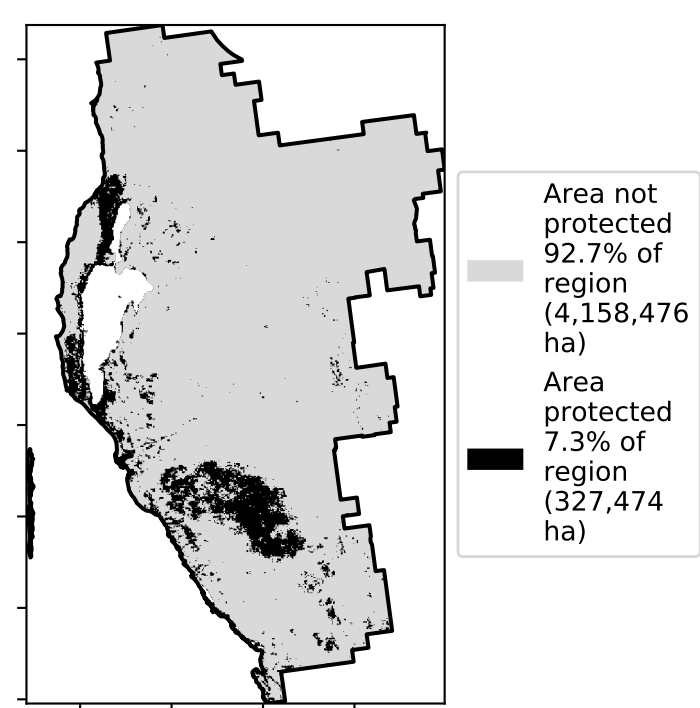 Area not
protected
92.7% of
region
(4,158,476
ha)
Area
protected
7.3% of
region
(327,474
ha)